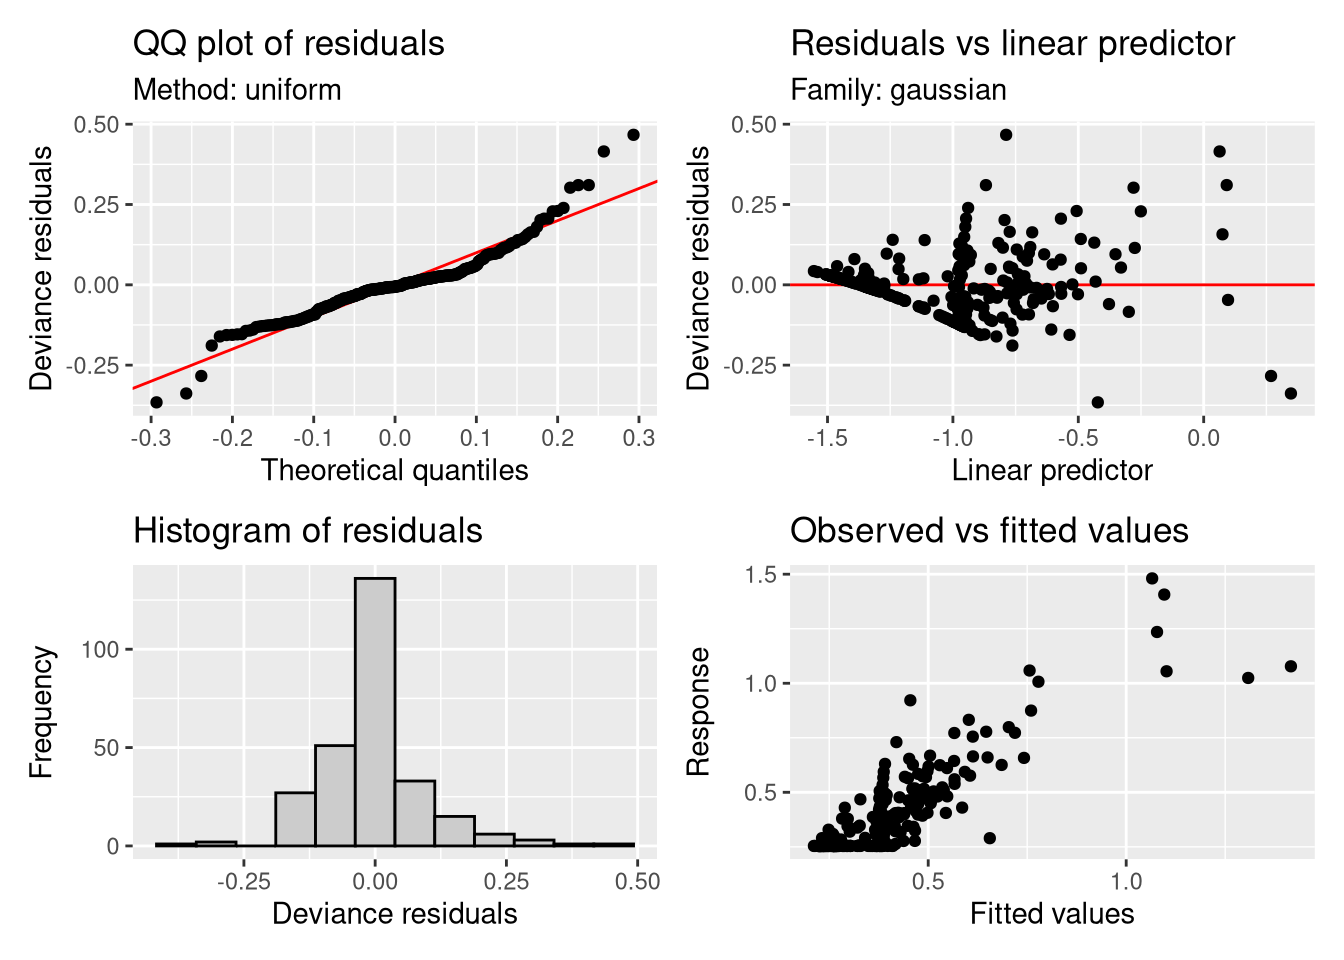 QQ plot of residuals
Method: uniform
Deviance residuals
0.50
0.25
0.00
-0.25
-0.3 -0.2 -0.1 0.0 0.1 0.2 0.3
Theoretical quantiles
Residuals vs linear predictor
Family: gaussian
Deviance residuals
0.50
0.25
0.00
-0.25
-1.5 -1.0 -0.5 0.0
Linear predictor
Histogram of residuals
Frequency
100
50
0
-0.25 0.00 0.25 0.50
Deviance residuals
Observed vs fitted values
Response
1.5
1.0
0.5
0.5 1.0
Fitted values